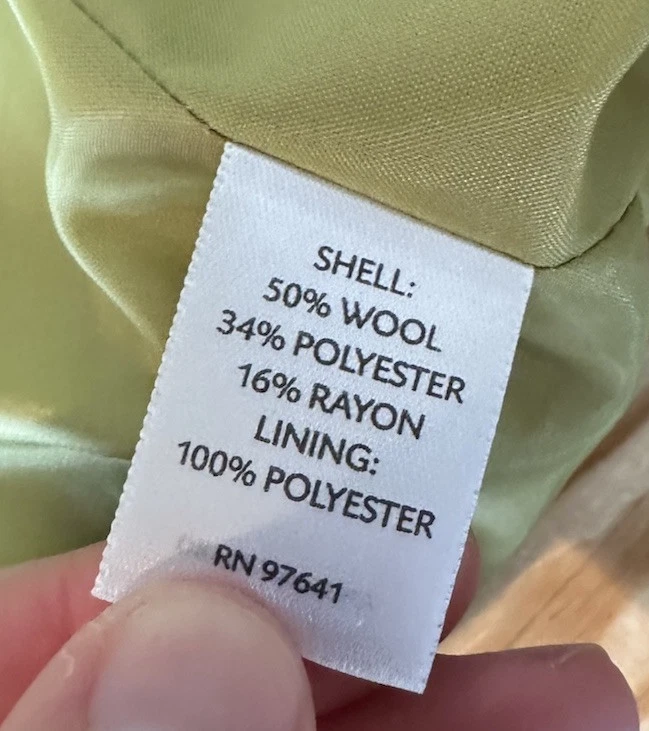 SHELL:
50% WOOL
34% POLYESTER
16% RAYON
LINING:
100% POLYESTER
RN 97641